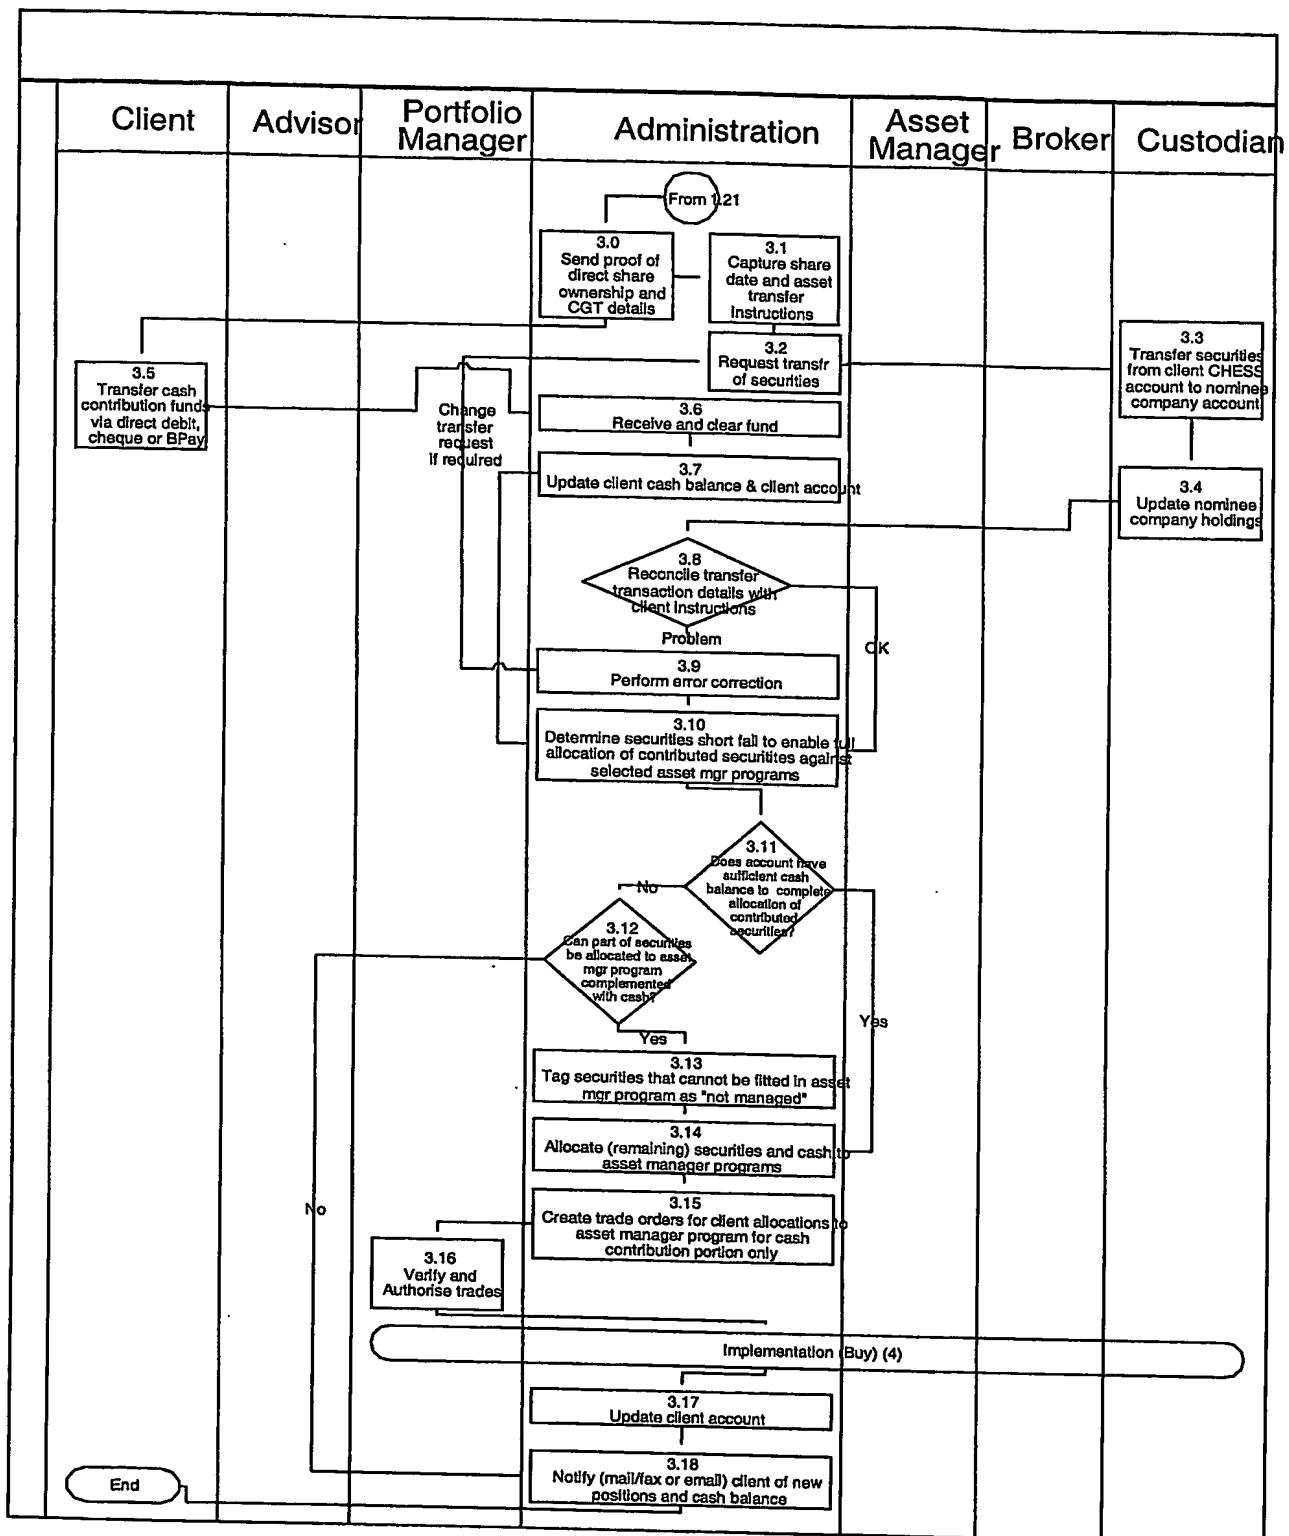 Client
Advisor
Portfolio
Manager
Administration
Asset
Manager
Broker
Custodian
From 1.21
3.0
Send proof of
direct share
ownership and
CGT details
3.1
Capture share
date and asset
transfer
instructions
3.2
Request transfr
of securities
3.3
Transfer securities
from client CHESS
account to nominee
company account
3.5
Transfer cash
contribution funds
via direct debit,
cheque or BPay
Change
transfer
request
if required
3.6
Receive and clear fund
3.7
Update client cash balance & client account
3.4
Update nominee
company holdings
3.8
Reconcile transfer
transaction details with
client instructions
Problem
OK
3.9
Perform error correction
3.10
Determine securities short fall to enable full
allocation of contributed securitites against
selected asset mgr programs
3.11
Does account have
sufficient cash
balance to complete
allocation of
contributed
securities?
No
3.12
Can part of securities
be allocated to asset
mgr program
complemented
with cash?
Yes
Yes
3.13
Tag securities that cannot be fitted in asset
mgr program as "not managed"
3.14
Allocate (remaining) securities and cash to
asset manager programs
No
3.15
Create trade orders for client allocations to
asset manager program for cash
contribution portion only
3.16
Verify and
Authorise trades
Implementation (Buy) (4)
3.17
Update client account
3.18
Notify (mail/fax or email) client of new
positions and cash balance
End